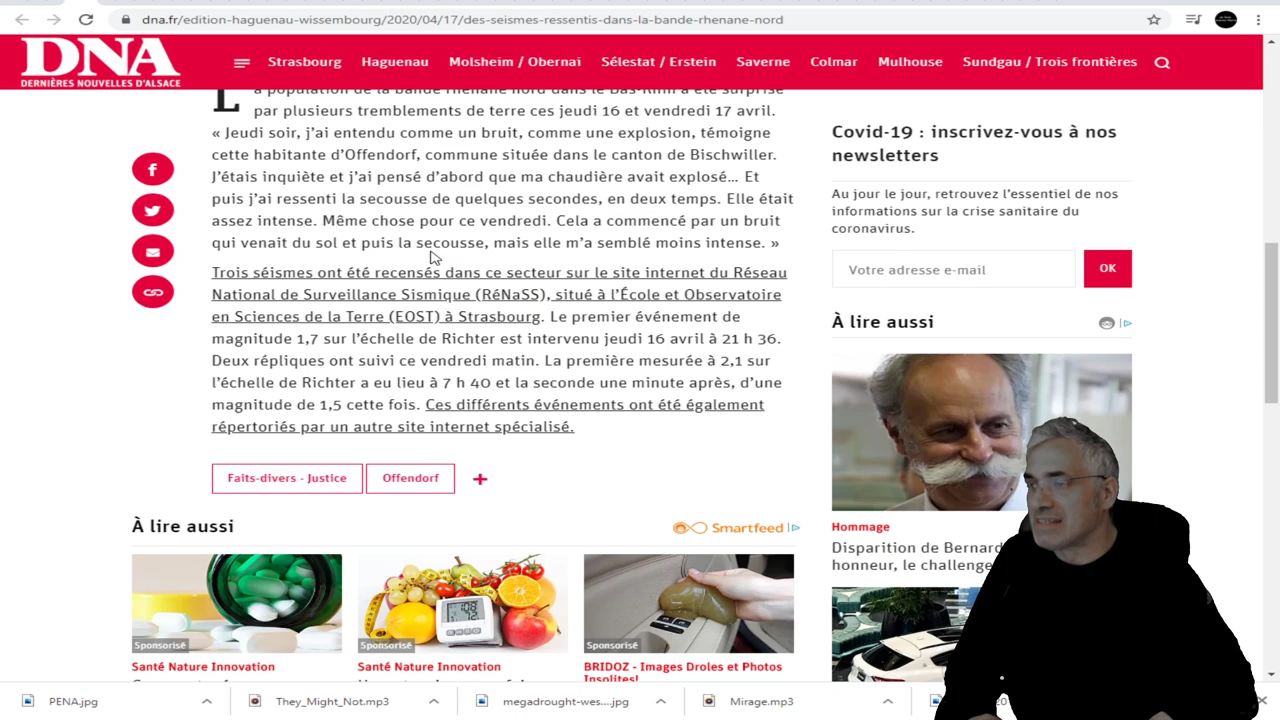 dna.fr/edition-haguenau-wissembourg/2020/04/17/des-seismes-ressentis-dans-la-bande-rhenane-nord
DNA
DERNIÈRES NOUVELLES D'ALSACE
Strasbourg
Haguenau
Molsheim / Obernai
Sélestat / Erstein
Saverne
Colmar
Mulhouse
Sundgau / Trois frontières
La population de la bande rhénane nord dans le Bas-Rhin a été surprise
par plusieurs tremblements de terre ces jeudi 16 et vendredi 17 avril.
« Jeudi soir, j'ai entendu comme un bruit, comme une explosion, témoigne
cette habitante d'Offendorf, commune située dans le canton de Bischwiller.
J'étais inquiète et j'ai pensé d'abord que ma chaudière avait explosé... Et
puis j'ai ressenti la secousse de quelques secondes, en deux temps. Elle était
assez intense. Même chose pour ce vendredi. Cela a commencé par un bruit
qui venait du sol et puis la secousse, mais elle m'a semblé moins intense. »
Trois séismes ont été recensés dans ce secteur sur le site internet du Réseau
National de Surveillance Sismique (RéNaSS), situé à l'École et Observatoire
en Sciences de la Terre (EOST) à Strasbourg. Le premier événement de
magnitude 1,7 sur l'échelle de Richter est intervenu jeudi 16 avril à 21 h 36.
Deux répliques ont suivi ce vendredi matin. La première mesurée à 2,1 sur
l'échelle de Richter a eu lieu à 7 h 40 et la seconde une minute après, d'une
magnitude de 1,5 cette fois. Ces différents événements ont été également
répertoriés par un autre site internet spécialisé.
Faits-divers - Justice
Offendorf
+
À lire aussi
Smartfeed
Sponsorisé
Santé Nature Innovation
Sponsorisé
Santé Nature Innovation
Sponsorisé
BRIDOZ - Images Droles et Photos
Insolites!
Covid-19 : inscrivez-vous à nos
newsletters
Au jour le jour, retrouvez l'essentiel de nos
informations sur la crise sanitaire du
coronavirus.
Votre adresse e-mail
OK
À lire aussi
Hommage
Disparition de Bernard
honneur, le challenge
PENA.jpg
They_Might_Not.mp3
megadrought-wes....jpg
Mirage.mp3